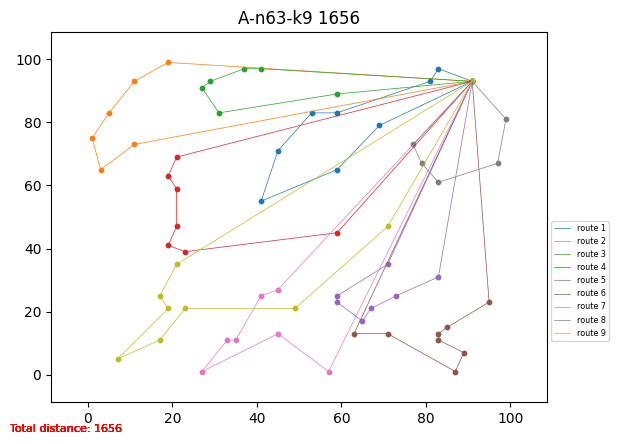 A-n63-k9 1656
100
80
60
40
20
0
0 20 40 60 80 100
route 1
route 2
route 3
route 4
route 5
route 6
route 7
route 8
route 9
Total distance: 1656